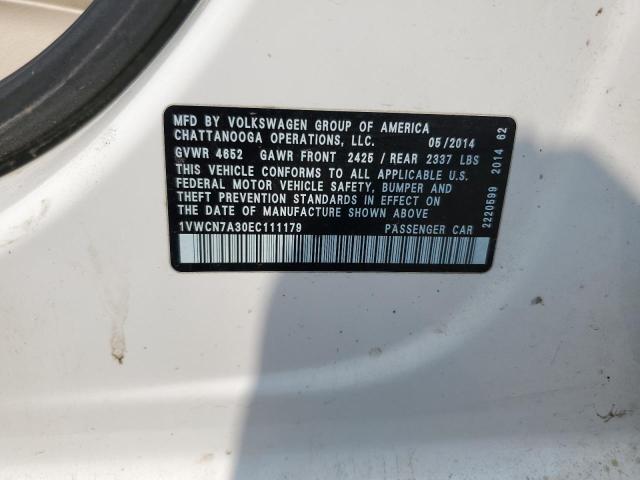 MFD BY VOLKSWAGEN GROUP OF AMERICA
CHATTANOOGA OPERATIONS, LLC. 05/2014
GVWR 4652 GAWR FRONT 2425 / REAR 2337 LBS
THIS VEHICLE CONFORMS TO ALL APPLICABLE U.S.
FEDERAL MOTOR VEHICLE SAFETY, BUMPER AND
THEFT PREVENTION STANDARDS IN EFFECT ON
THE DATE OF MANUFACTURE SHOWN ABOVE
1VWCN7A30EC111179 PASSENGER CAR
2220599 2014 62